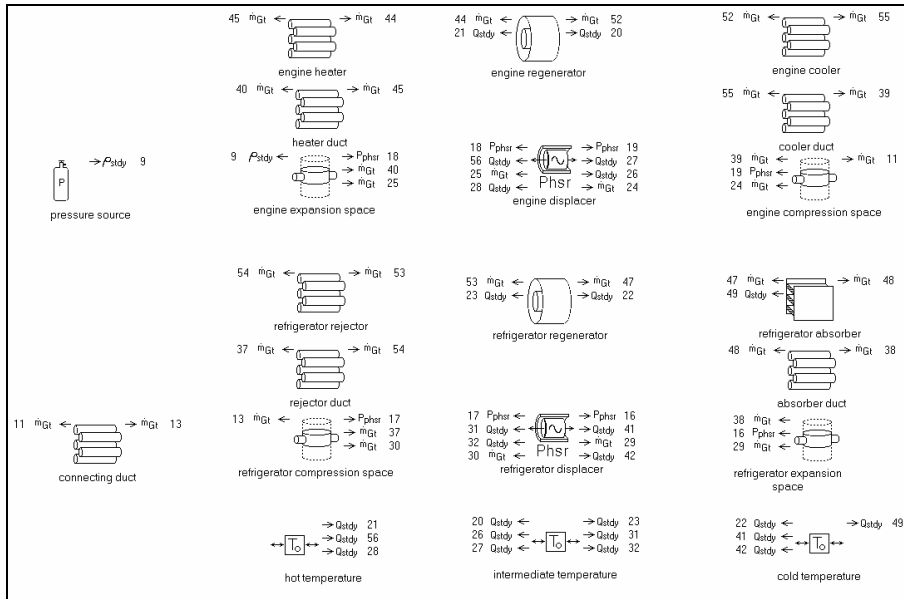 45 ṁGt ← → ṁGt 44
engine heater
44 ṁGt ← → ṁGt 52
21 Qstdy ← → Qstdy 20
engine regenerator
52 ṁGt ← → ṁGt 55
engine cooler
40 ṁGt ← → ṁGt 45
heater duct
55 ṁGt ← → ṁGt 39
cooler duct
P
→ ρstdy 9
pressure source
9 ρstdy ← → Pphsr 18
→ ṁGt 40
→ ṁGt 25
engine expansion space
18 Pphsr ← → Pphsr 19
56 Qstdy ← → Qstdy 27
25 ṁGt ← → Qstdy 26
28 Qstdy ← → ṁGt 24
Phsr
engine displacer
39 ṁGt ← → ṁGt 11
19 Pphsr ←
24 ṁGt ←
engine compression space
54 ṁGt ← → ṁGt 53
refrigerator rejector
53 ṁGt ← → ṁGt 47
23 Qstdy ← → Qstdy 22
refrigerator regenerator
47 ṁGt ← → ṁGt 48
49 Qstdy ←
refrigerator absorber
37 ṁGt ← → ṁGt 54
rejector duct
48 ṁGt ← → ṁGt 38
absorber duct
11 ṁGt ← → ṁGt 13
connecting duct
13 ṁGt ← → Pphsr 17
→ ṁGt 37
→ ṁGt 30
refrigerator compression space
17 Pphsr ← → Pphsr 16
31 Qstdy ← → Qstdy 41
32 Qstdy ← → ṁGt 29
30 ṁGt ← → Qstdy 42
Phsr
refrigerator displacer
38 ṁGt ←
16 Pphsr ←
29 ṁGt ←
refrigerator expansion
space
→ Qstdy 21
→ Qstdy 56
→ Qstdy 28
To
hot temperature
20 Qstdy ← → Qstdy 23
26 Qstdy ← → Qstdy 31
27 Qstdy ← → Qstdy 32
To
intermediate temperature
22 Qstdy ← → Qstdy 49
41 Qstdy ←
42 Qstdy ←
To
cold temperature